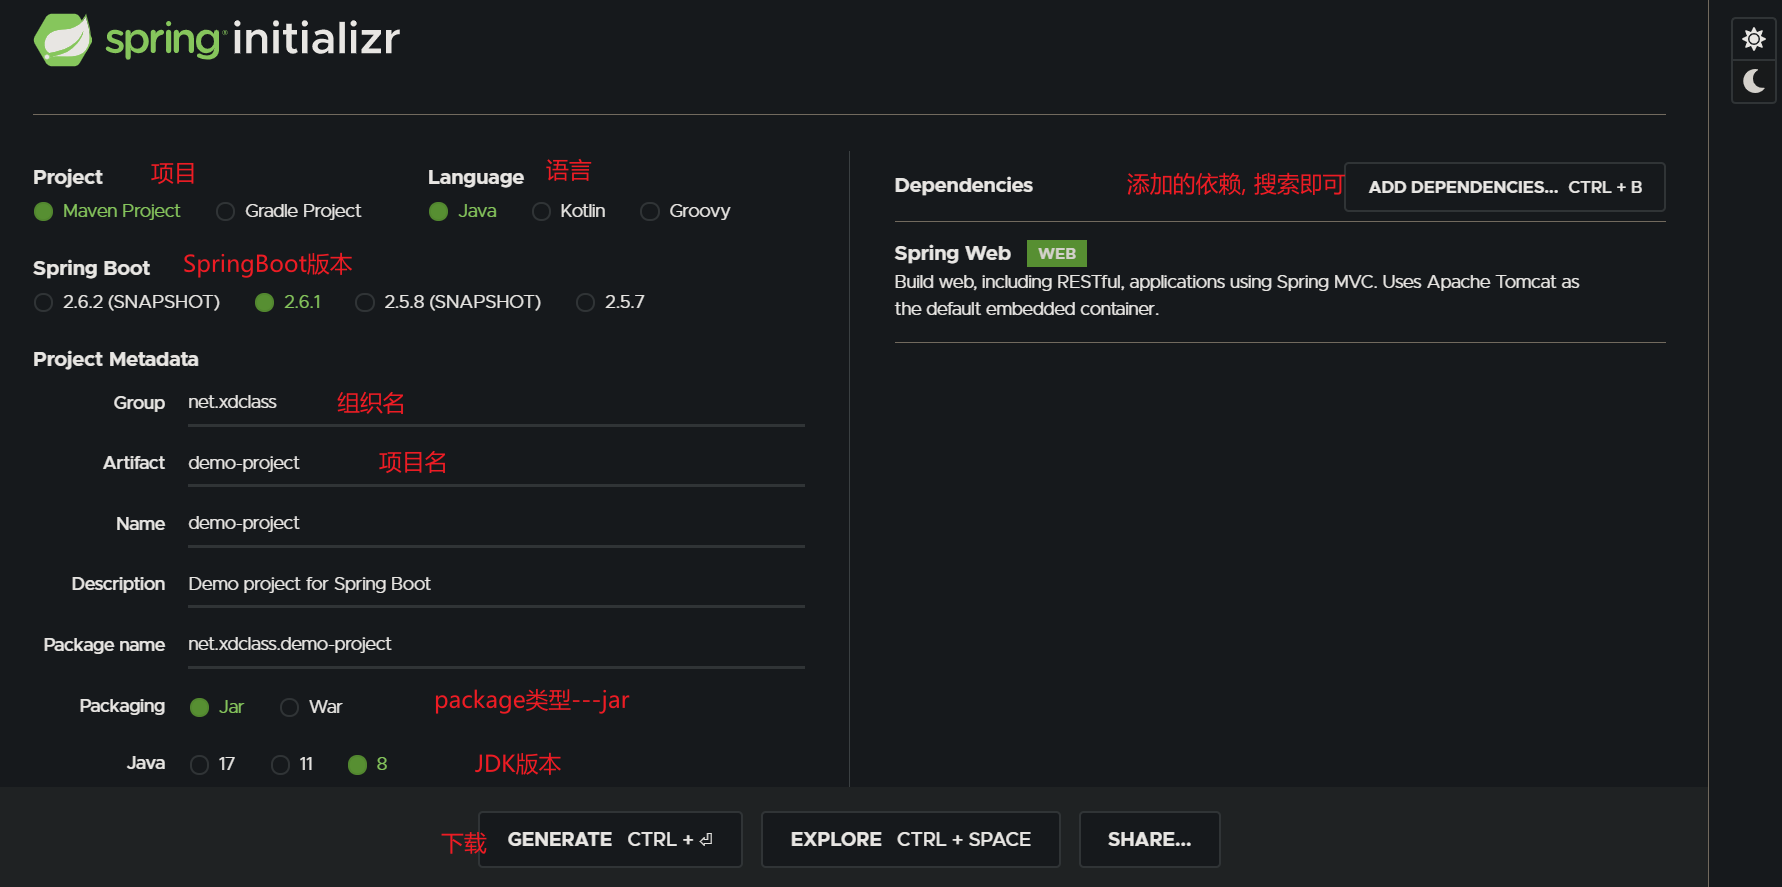 spring initializr
Project 项目
Maven Project Gradle Project
Language 语言
Java Kotlin Groovy
Spring Boot SpringBoot版本
2.6.2 (SNAPSHOT) 2.6.1 2.5.8 (SNAPSHOT) 2.5.7
Project Metadata
Group net.xdclass 组织名
Artifact demo-project 项目名
Name demo-project
Description Demo project for Spring Boot
Package name net.xdclass.demo-project
Packaging Jar War package类型---jar
Java 17 11 8 JDK版本
Dependencies 添加的依赖, 搜索即可 ADD DEPENDENCIES... CTRL + B
Spring Web WEB
Build web, including RESTful, applications using Spring MVC. Uses Apache Tomcat as
the default embedded container.
下载 GENERATE CTRL + ⏎ EXPLORE CTRL + SPACE SHARE...